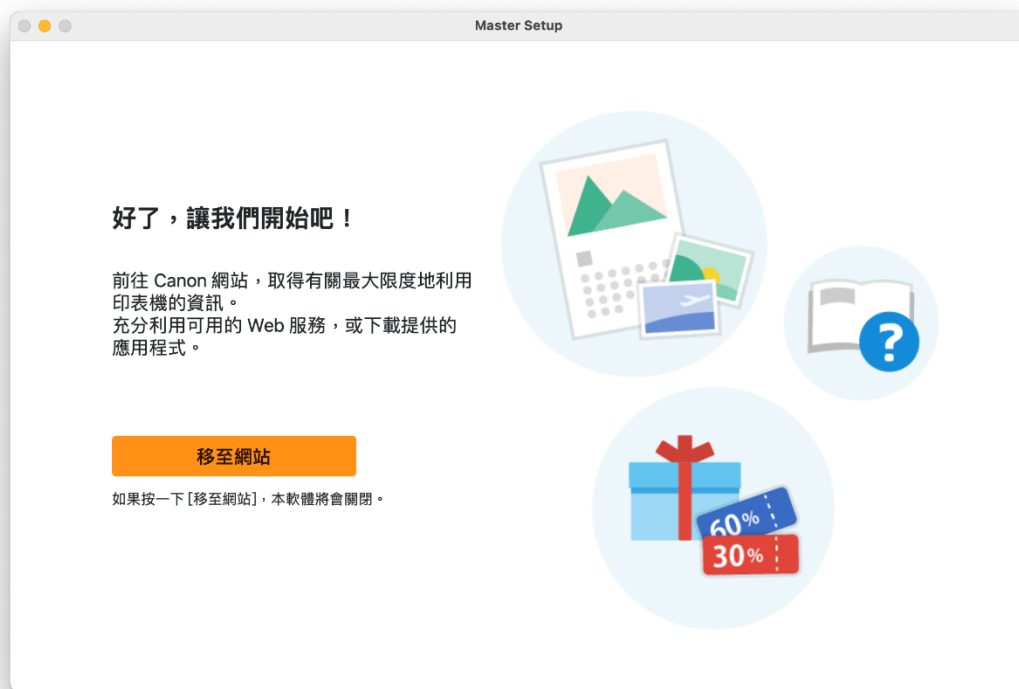 Master Setup
好了，讓我們開始吧！
前往 Canon 網站，取得有關最大限度地利用
印表機的資訊。
充分利用可用的 Web 服務，或下載提供的
應用程式。
移至網站
如果按一下 [移至網站]，本軟體將會關閉。
?
60%
30%